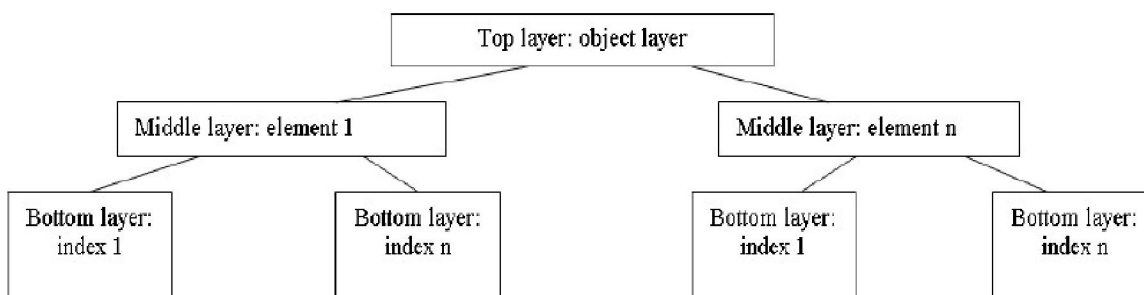 Top layer: object layer
Middle layer: element 1
Middle layer: element n
Bottom layer:
index 1
Bottom layer:
index n
Bottom layer:
index 1
Bottom layer:
index n